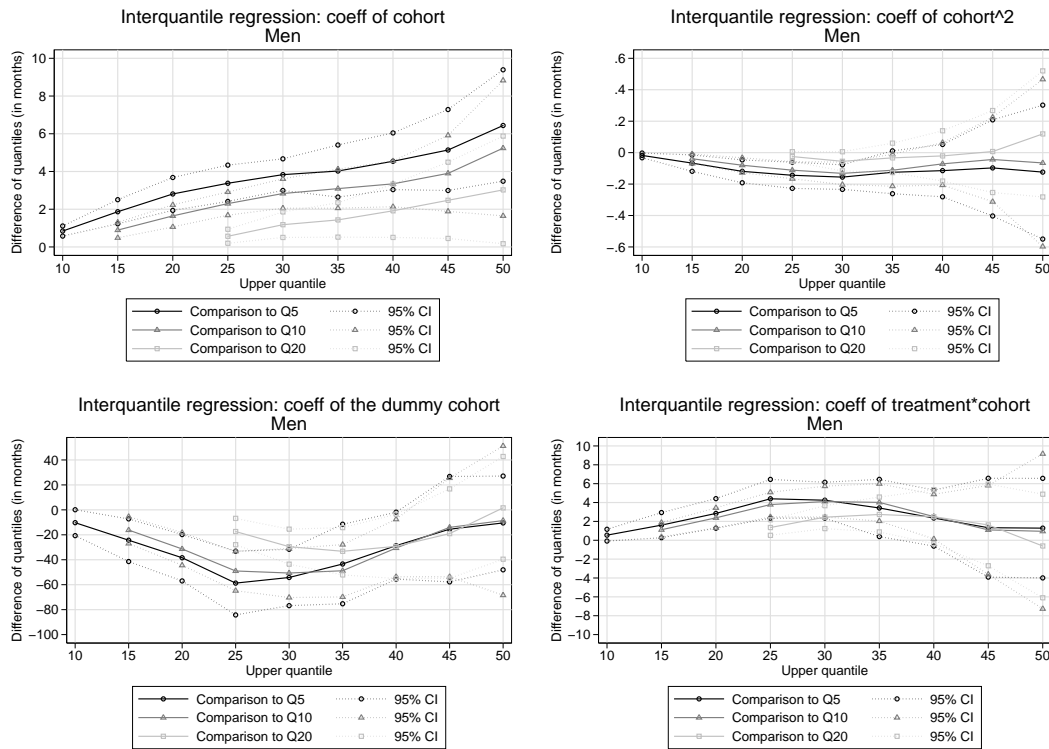 Interquantile regression: coeff of cohort
Men
Difference of quantiles (in months)
10
8
6
4
2
0
10 15 20 25 30 35 40 45 50
Upper quantile
Comparison to Q5 95% CI
Comparison to Q10 95% CI
Comparison to Q20 95% CI
Interquantile regression: coeff of cohort^2
Men
Difference of quantiles (in months)
.6
.4
.2
0
−.2
−.4
−.6
10 15 20 25 30 35 40 45 50
Upper quantile
Comparison to Q5 95% CI
Comparison to Q10 95% CI
Comparison to Q20 95% CI
Interquantile regression: coeff of the dummy cohort
Men
Difference of quantiles (in months)
40
20
0
−20
−40
−60
−80
−100
10 15 20 25 30 35 40 45 50
Upper quantile
Comparison to Q5 95% CI
Comparison to Q10 95% CI
Comparison to Q20 95% CI
Interquantile regression: coeff of treatment*cohort
Men
Difference of quantiles (in months)
10
8
6
4
2
0
−2
−4
−6
−8
−10
10 15 20 25 30 35 40 45 50
Upper quantile
Comparison to Q5 95% CI
Comparison to Q10 95% CI
Comparison to Q20 95% CI